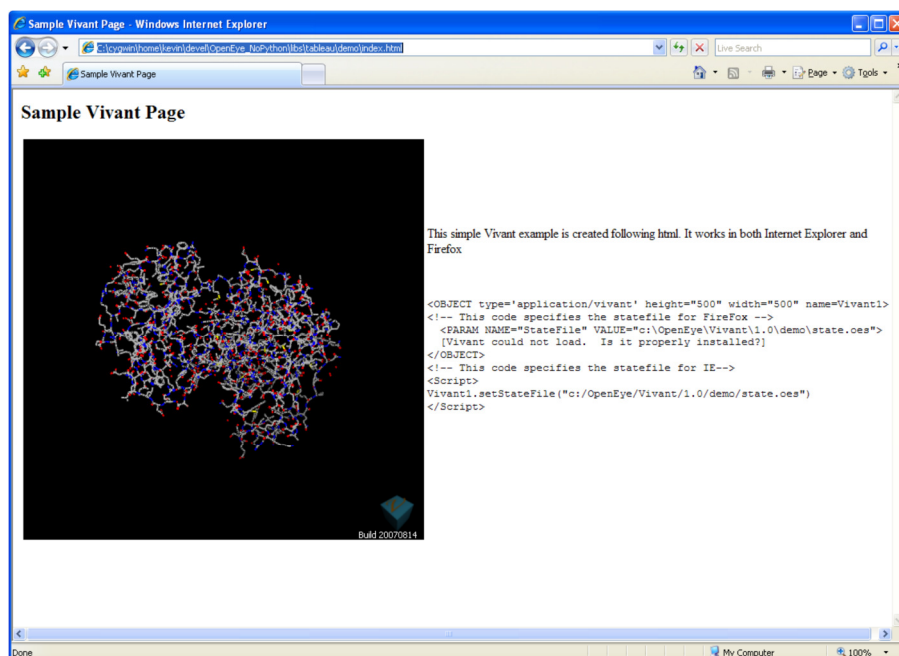 Sample Vivant Page - Windows Internet Explorer
C:\cygwin\home\kevin\devel\OpenEye_NoPython\libs\tableau\demo\index.html
Live Search
Sample Vivant Page
Page
Tools
Sample Vivant Page
This simple Vivant example is created following html. It works in both Internet Explorer and
Firefox
<OBJECT type='application/vivant' height="500" width="500" name=Vivant1>
<!-- This code specifies the statefile for FireFox -->
<PARAM NAME="StateFile" VALUE="c:\OpenEye\Vivant\1.0\demo\state.oes">
[Vivant could not load.  Is it properly installed?]
</OBJECT>
<!-- This code specifies the statefile for IE-->
<Script>
Vivant1.setStateFile("c:/OpenEye/Vivant/1.0/demo/state.oes")
</Script>
Build 20070814
Done
My Computer
100%